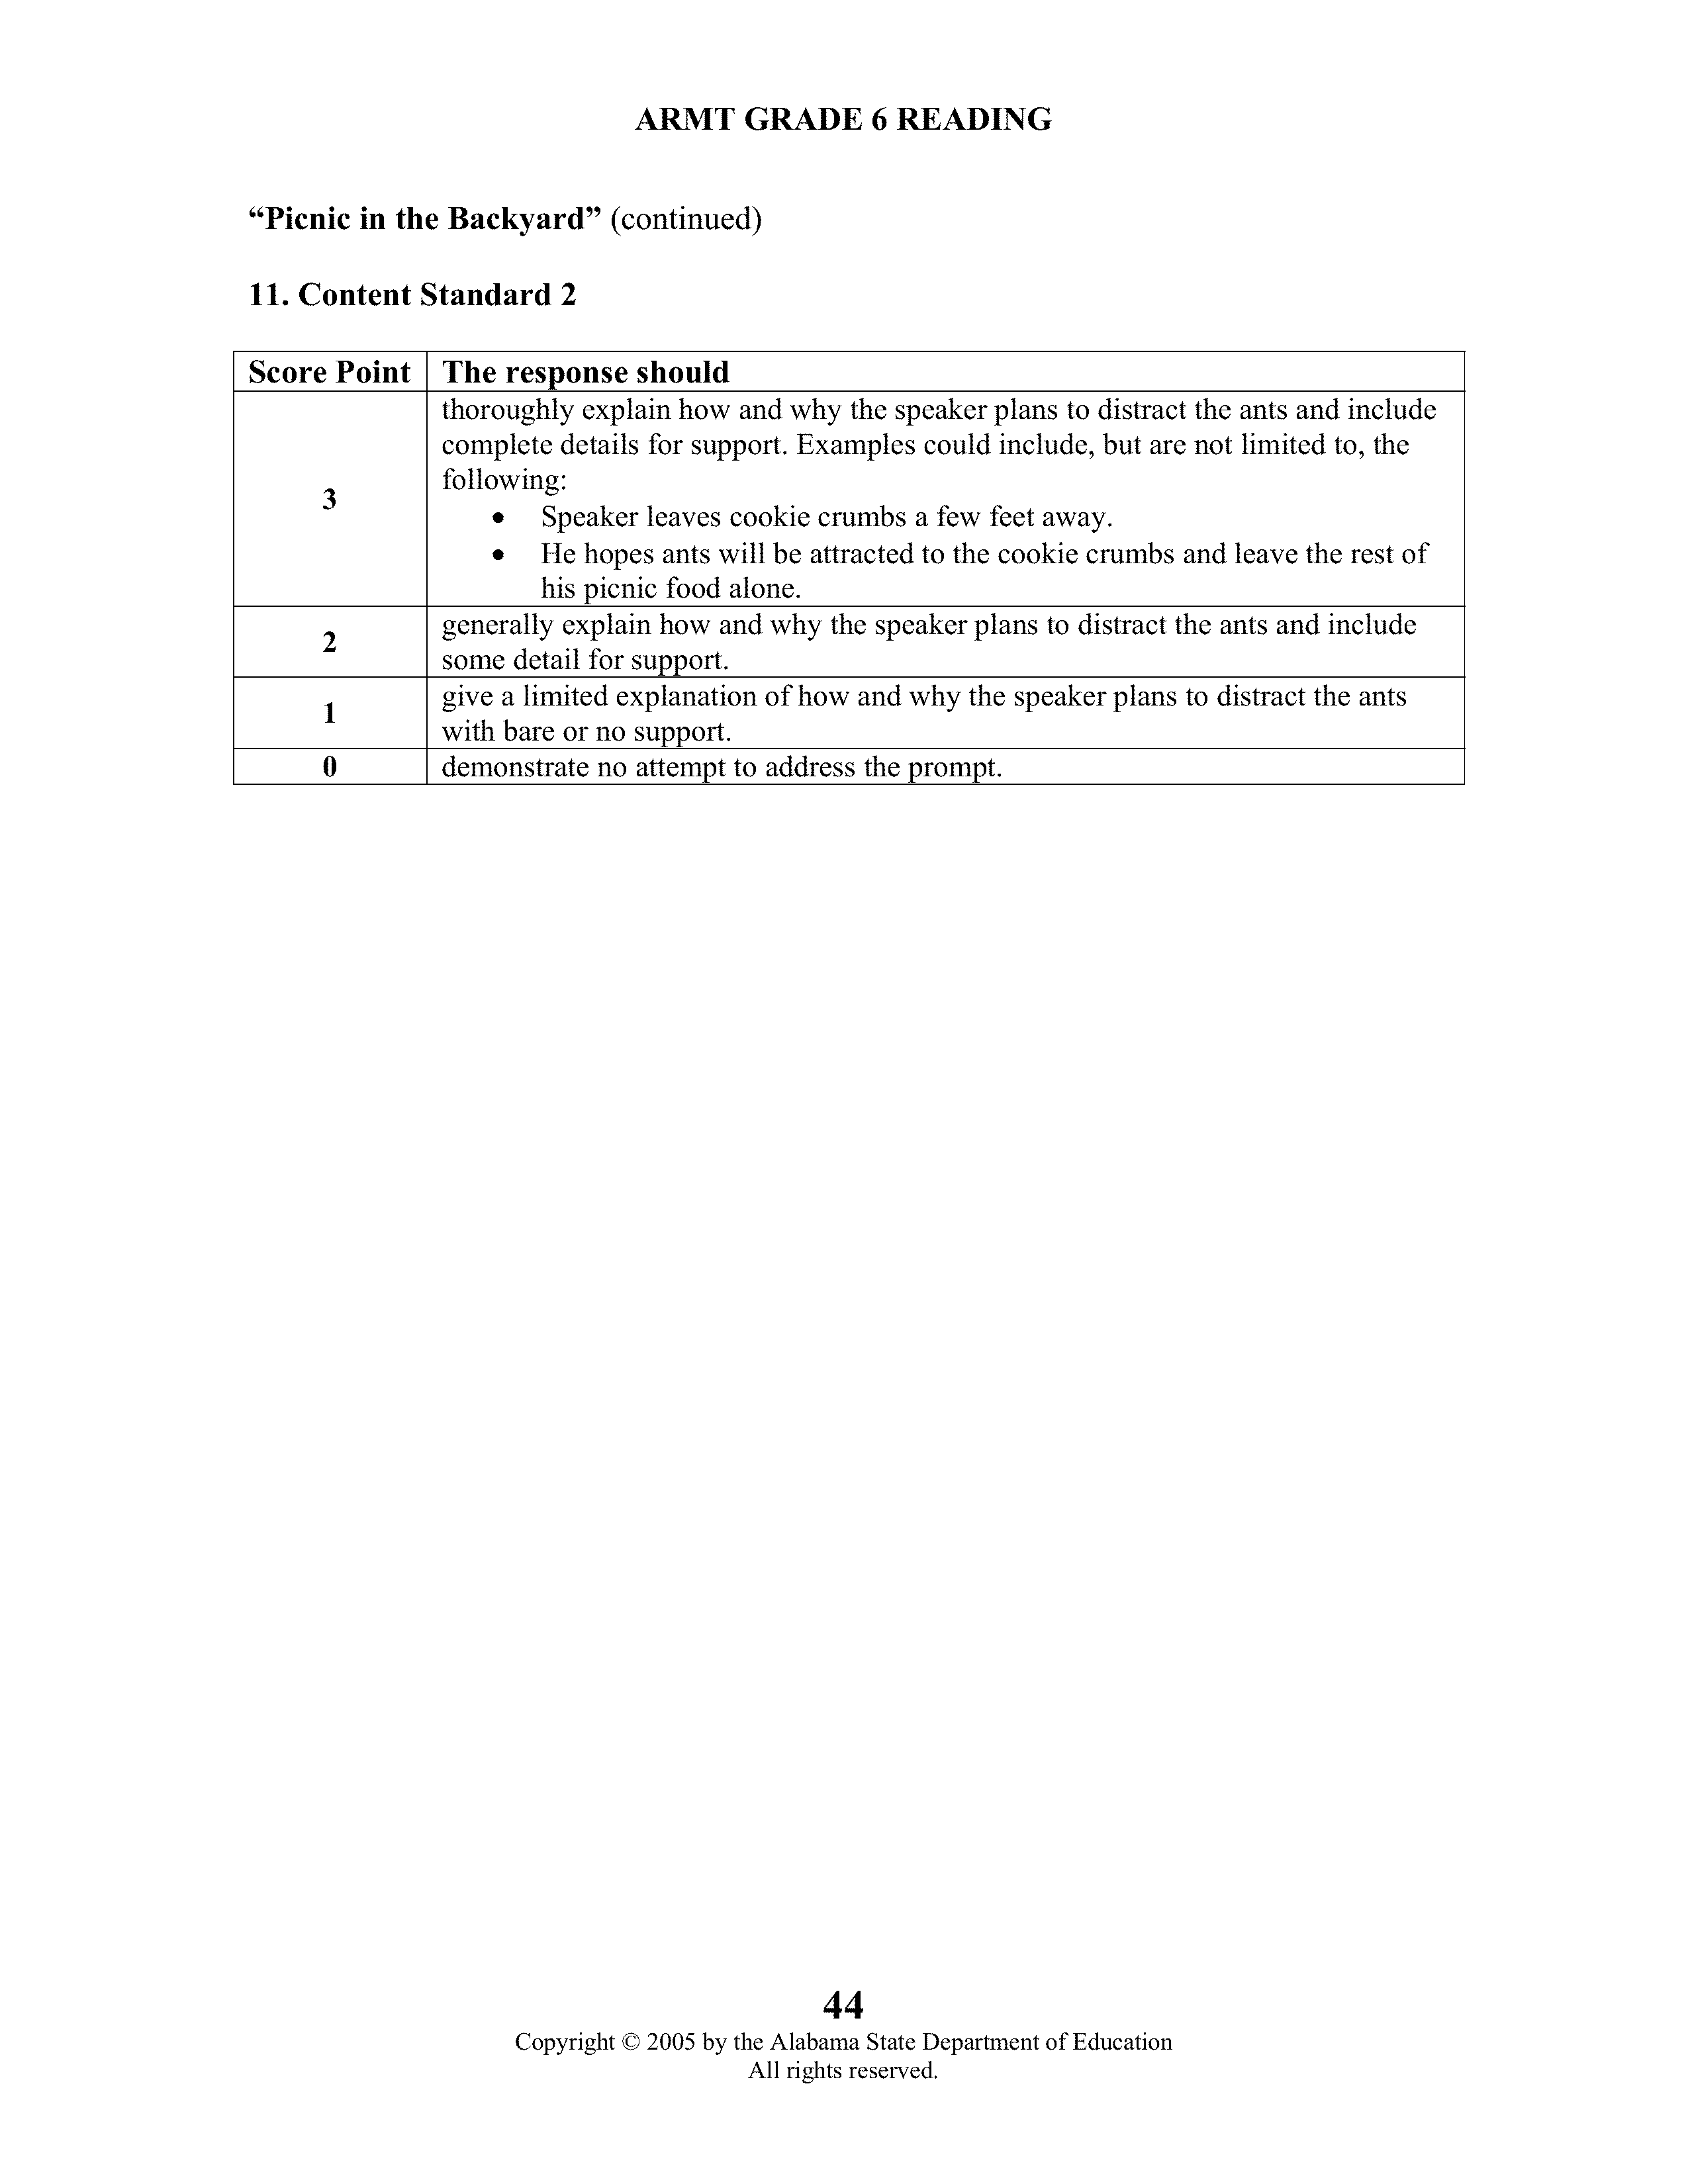 ARMT GRADE 6 READING
“Picnic in the Backyard” (continued)
11. Content Standard 2
Score Point The response should
3
thoroughly explain how and why the speaker plans to distract the ants and include
complete details for support. Examples could include, but are not limited to, the
following:
• Speaker leaves cookie crumbs a few feet away.
• He hopes ants will be attracted to the cookie crumbs and leave the rest of
his picnic food alone.
2
generally explain how and why the speaker plans to distract the ants and include
some detail for support.
1
give a limited explanation of how and why the speaker plans to distract the ants
with bare or no support.
0 demonstrate no attempt to address the prompt.
44
Copyright © 2005 by the Alabama State Department of Education
All rights reserved.